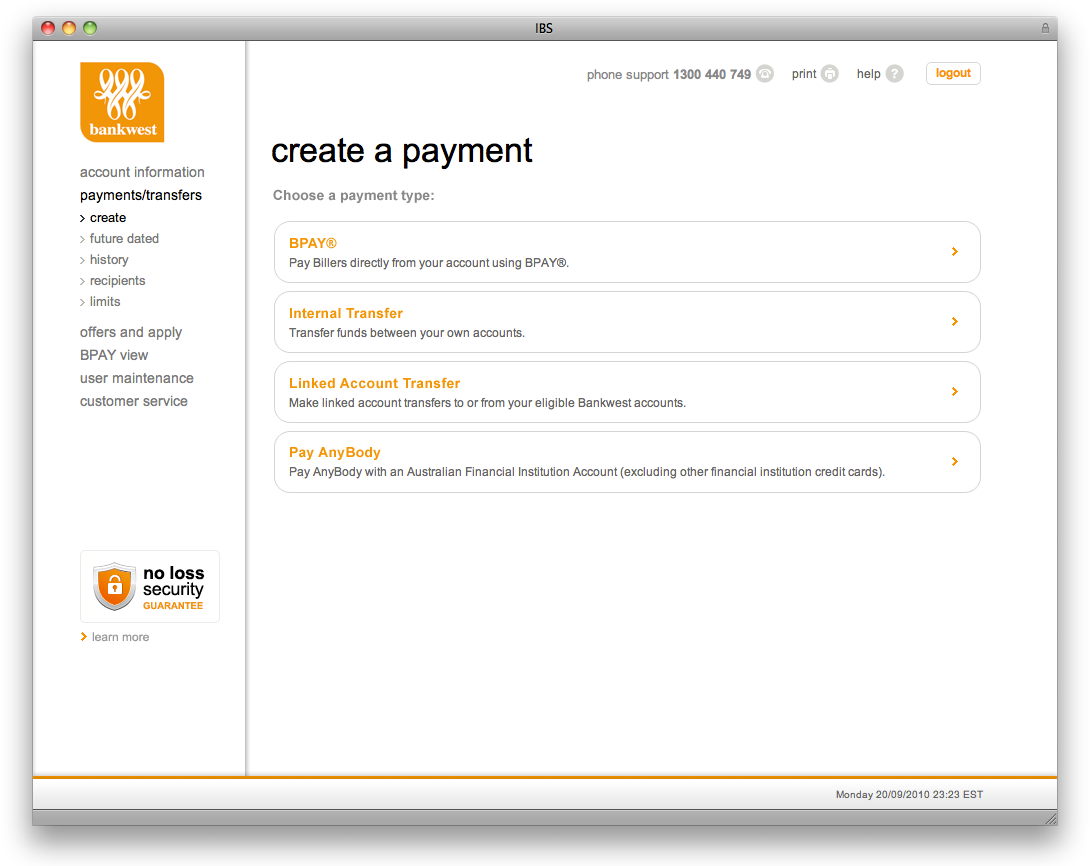 IBS
bankwest
phone support 1300 440 749
print
help ?
logout
account information
payments/transfers
> create
> future dated
> history
> recipients
> limits
offers and apply
BPAY view
user maintenance
customer service
no loss
security
GUARANTEE
> learn more
create a payment
Choose a payment type:
BPAY®
Pay Billers directly from your account using BPAY®.
Internal Transfer
Transfer funds between your own accounts.
Linked Account Transfer
Make linked account transfers to or from your eligible Bankwest accounts.
Pay AnyBody
Pay AnyBody with an Australian Financial Institution Account (excluding other financial institution credit cards).
Monday 20/09/2010 23:23 EST